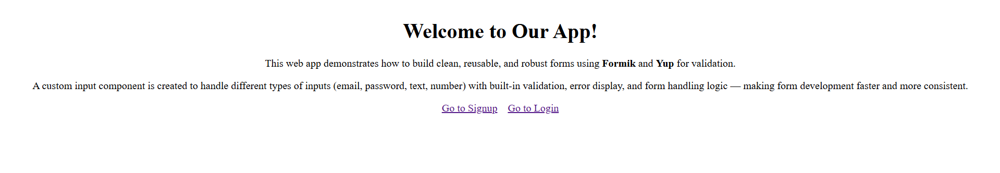 Welcome to Our App!
This web app demonstrates how to build clean, reusable, and robust forms using Formik and Yup for validation.
A custom input component is created to handle different types of inputs (email, password, text, number) with built-in validation, error display, and form handling logic — making form development faster and more consistent.
Go to Signup Go to Login